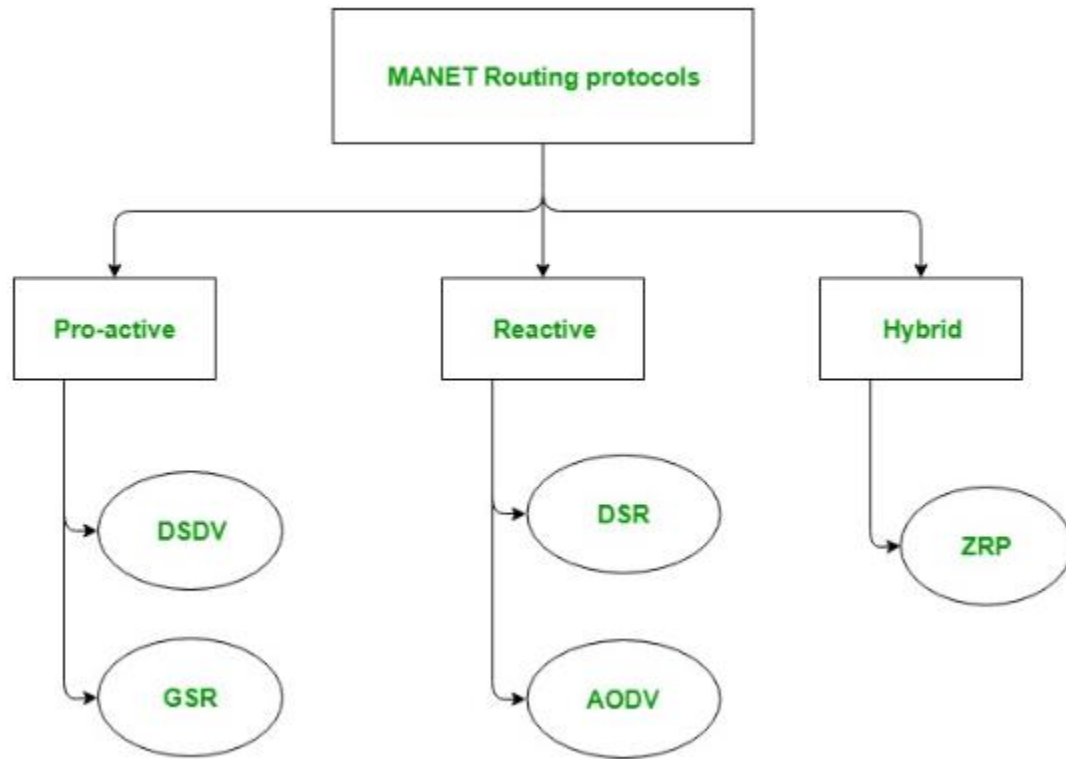 MANET Routing protocols
Pro-active
Reactive
Hybrid
DSDV
DSR
ZRP
GSR
AODV